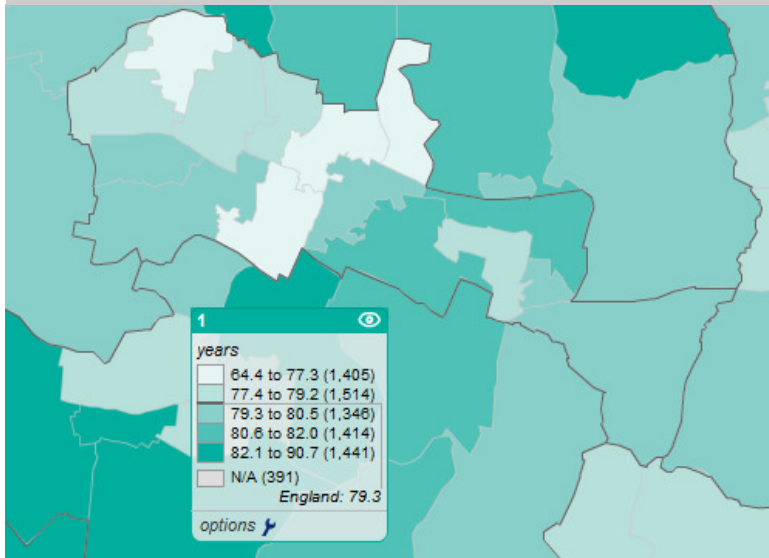 1
years
64.4 to 77.3 (1,405)
77.4 to 79.2 (1,514)
79.3 to 80.5 (1,346)
80.6 to 82.0 (1,414)
82.1 to 90.7 (1,441)
N/A (391)
England: 79.3
options